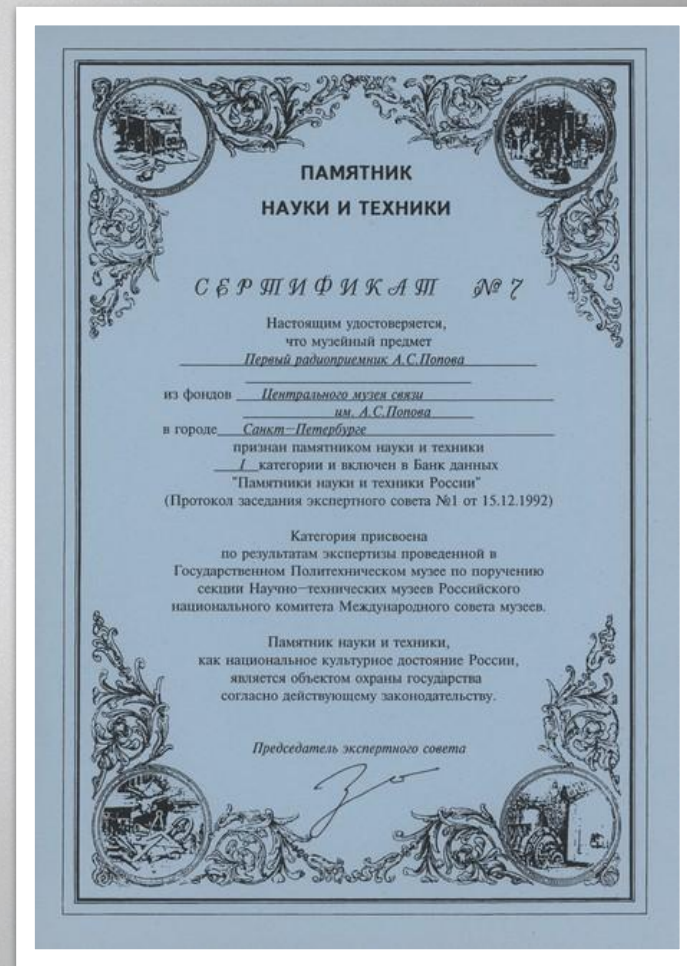 ПАМЯТНИК
НАУКИ И ТЕХНИКИ
СЕРТИФИКАТ № 7
Настоящим удостоверяется,
что музейный предмет
Первый радиоприемник А.С.Попова
из фондов Центрального музея связи
им. А.С.Попова
в городе Санкт-Петербурге
признан памятником науки и техники
I категории и включен в Банк данных
"Памятники науки и техники России"
(Протокол заседания экспертного совета №1 от 15.12.1992)
Категория присвоена
по результатам экспертизы проведенной в
Государственном Политехническом музее по поручению
секции Научно-технических музеев Российского
национального комитета Международного совета музеев.
Памятник науки и техники,
как национальное культурное достояние России,
является объектом охраны государства
согласно действующему законодательству.
Председатель экспертного совета